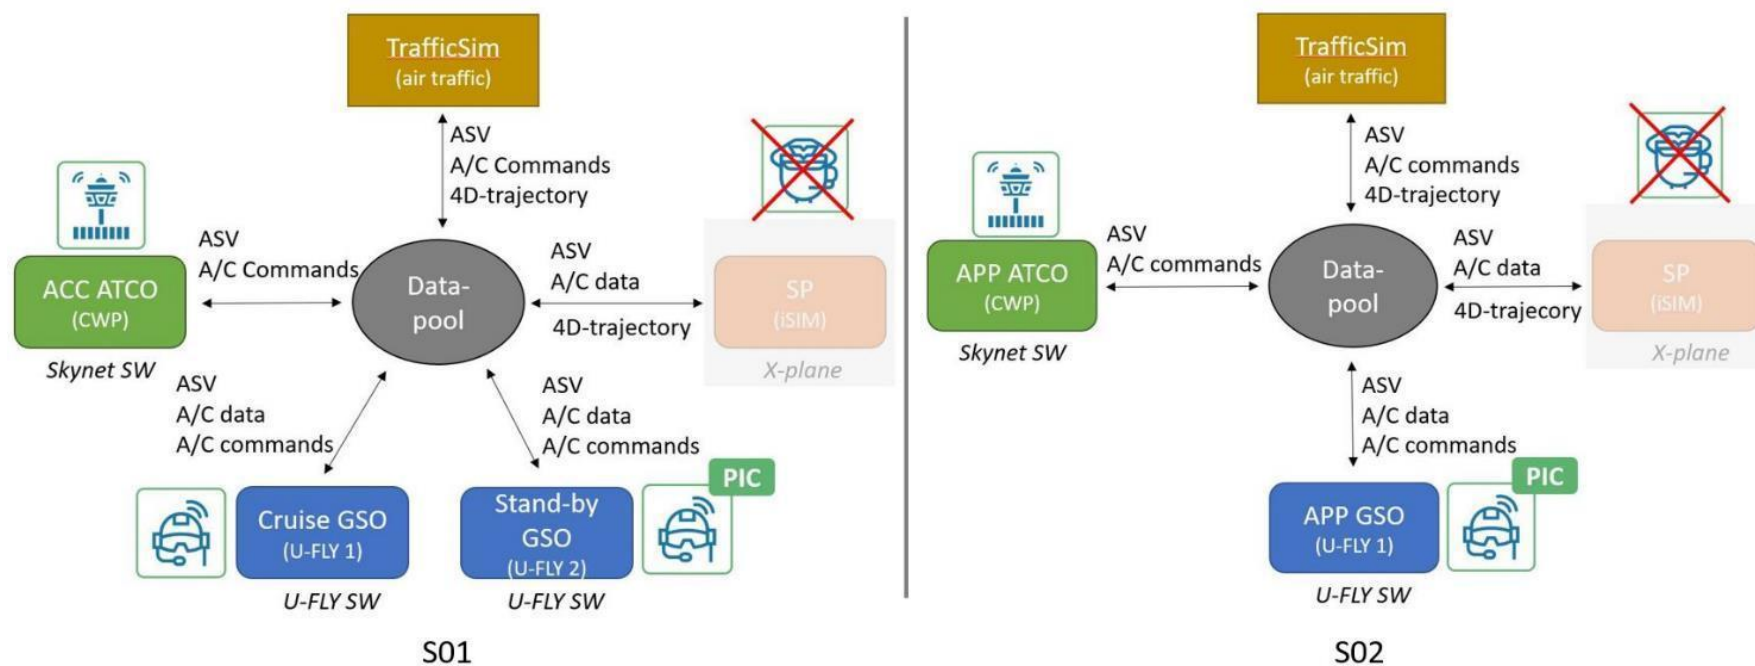 TrafficSim
(air traffic)
ASV
A/C Commands
4D-trajectory
ACC ATCO
(CWP)
Skynet SW
ASV
A/C Commands
Data-
pool
ASV
A/C data
4D-trajectory
SP
(iSIM)
X-plane
ASV
A/C data
A/C commands
ASV
A/C data
A/C commands
Cruise GSO
(U-FLY 1)
U-FLY SW
Stand-by
GSO
(U-FLY 2)
U-FLY SW
PIC
S01
TrafficSim
(air traffic)
ASV
A/C commands
4D-trajectory
APP ATCO
(CWP)
Skynet SW
ASV
A/C commands
Data-
pool
ASV
A/C data
4D-trajecory
SP
(iSIM)
X-plane
ASV
A/C data
A/C commands
APP GSO
(U-FLY 1)
U-FLY SW
PIC
S02